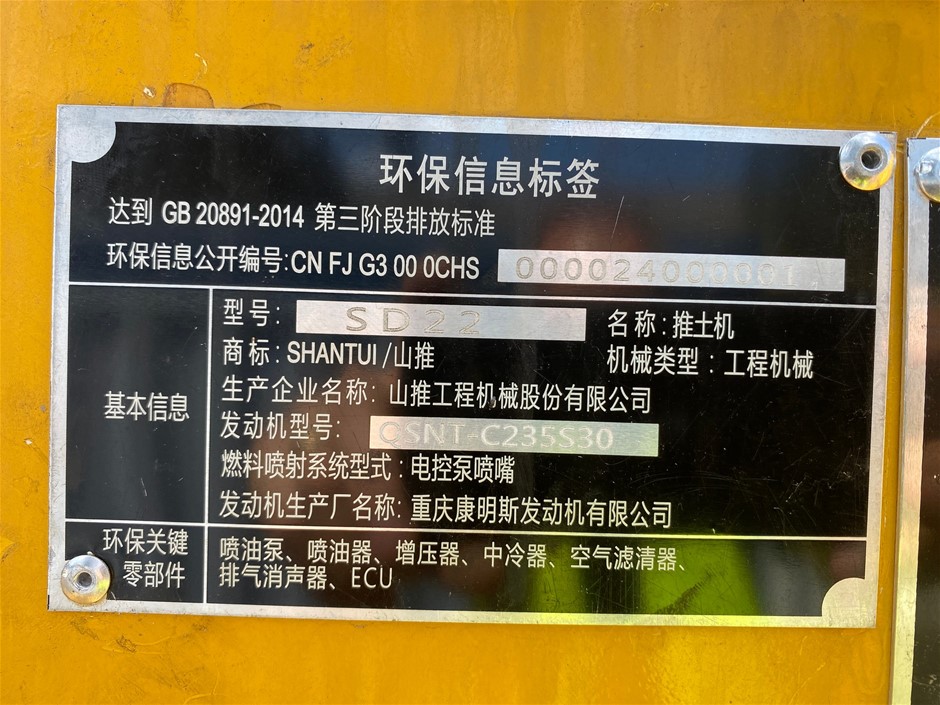 环保信息标签
达到 GB 20891-2014 第三阶段排放标准
环保信息公开编号:CN FJ G3 00 0CHS 000024000001
型号: SD22
名称:推土机
商标: SHANTUI/山推
机械类型:工程机械
基本信息
生产企业名称: 山推工程机械股份有限公司
发动机型号: QSNT-C235S30
燃料喷射系统型式:电控泵喷嘴
发动机生产厂名称: 重庆康明斯发动机有限公司
环保关键
零部件
喷油泵、喷油器、增压器、中冷器、空气滤清器、
排气消声器、ECU